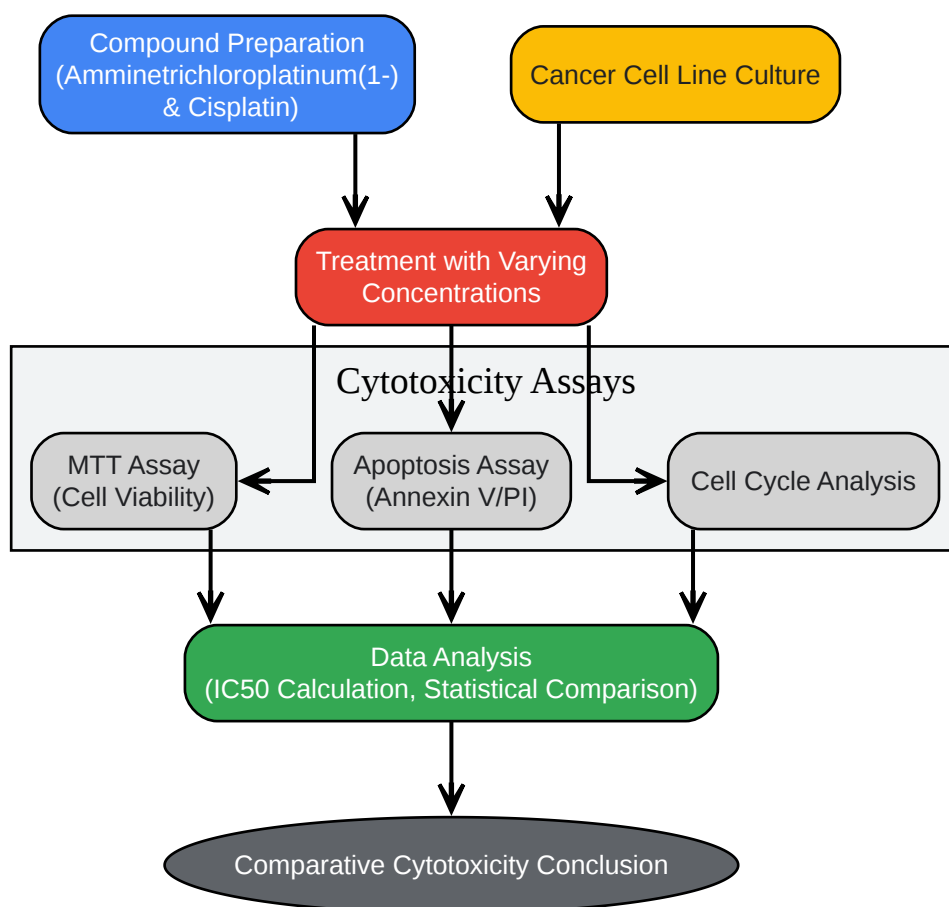 Compound Preparation
(Amminetrichloroplatinum(1-)
& Cisplatin)
Cancer Cell Line Culture
Treatment with Varying
Concentrations
Cytotoxicity Assays
MTT Assay
(Cell Viability)
Apoptosis Assay
(Annexin V/PI)
Cell Cycle Analysis
Data Analysis
(IC50 Calculation, Statistical Comparison)
Comparative Cytotoxicity Conclusion